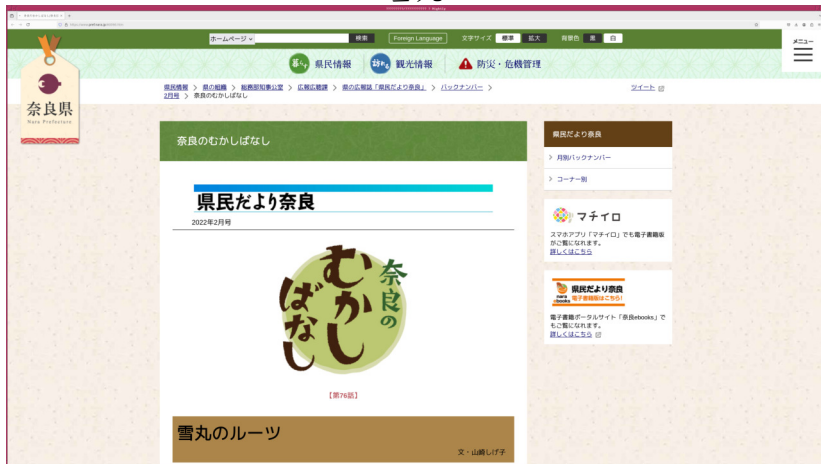 ホームページ
検索
Foreign Language
文字サイズ 標準 拡大
背景色 黒 白
メニュー
暮らす 県民情報
訪れる 観光情報
防災・危機管理
奈良県
Nara Prefecture
県民情報 > 県の組織 > 総務部知事公室 > 広報広聴課 > 県の広報誌「県民だより奈良」 > バックナンバー >
2月号 > 奈良のむかしばなし
ツイート
奈良のむかしばなし
県民だより奈良
2022年2月号
奈良の
むかし
ばなし
【第76話】
雪丸のルーツ
文・山崎しげ子
県民だより奈良
> 月別バックナンバー
> コーナー別
マチイロ
スマホアプリ「マチイロ」でも電子書籍版
がご覧になれます。
詳しくはこちら
県民だより奈良
nara
ebooks
電子書籍版はこちら!
電子書籍ポータルサイト「奈良ebooks」で
もご覧になれます。
詳しくはこちら